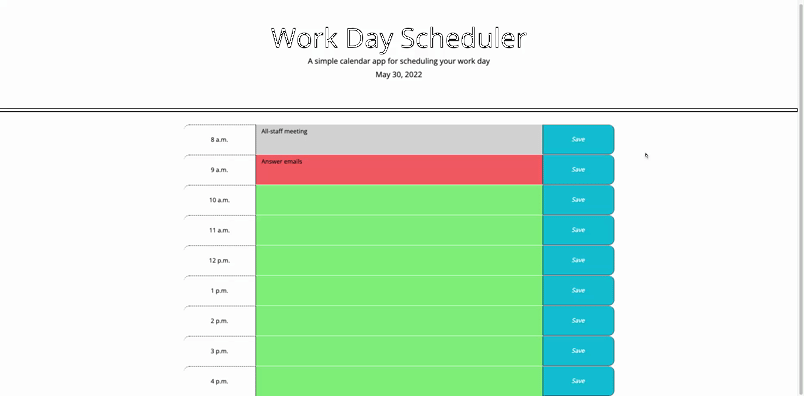 Work Day Scheduler
A simple calendar app for scheduling your work day
May 30, 2022
8 a.m. All-staff meeting Save
9 a.m. Answer emails Save
10 a.m. Save
11 a.m. Save
12 p.m. Save
1 p.m. Save
2 p.m. Save
3 p.m. Save
4 p.m. Save